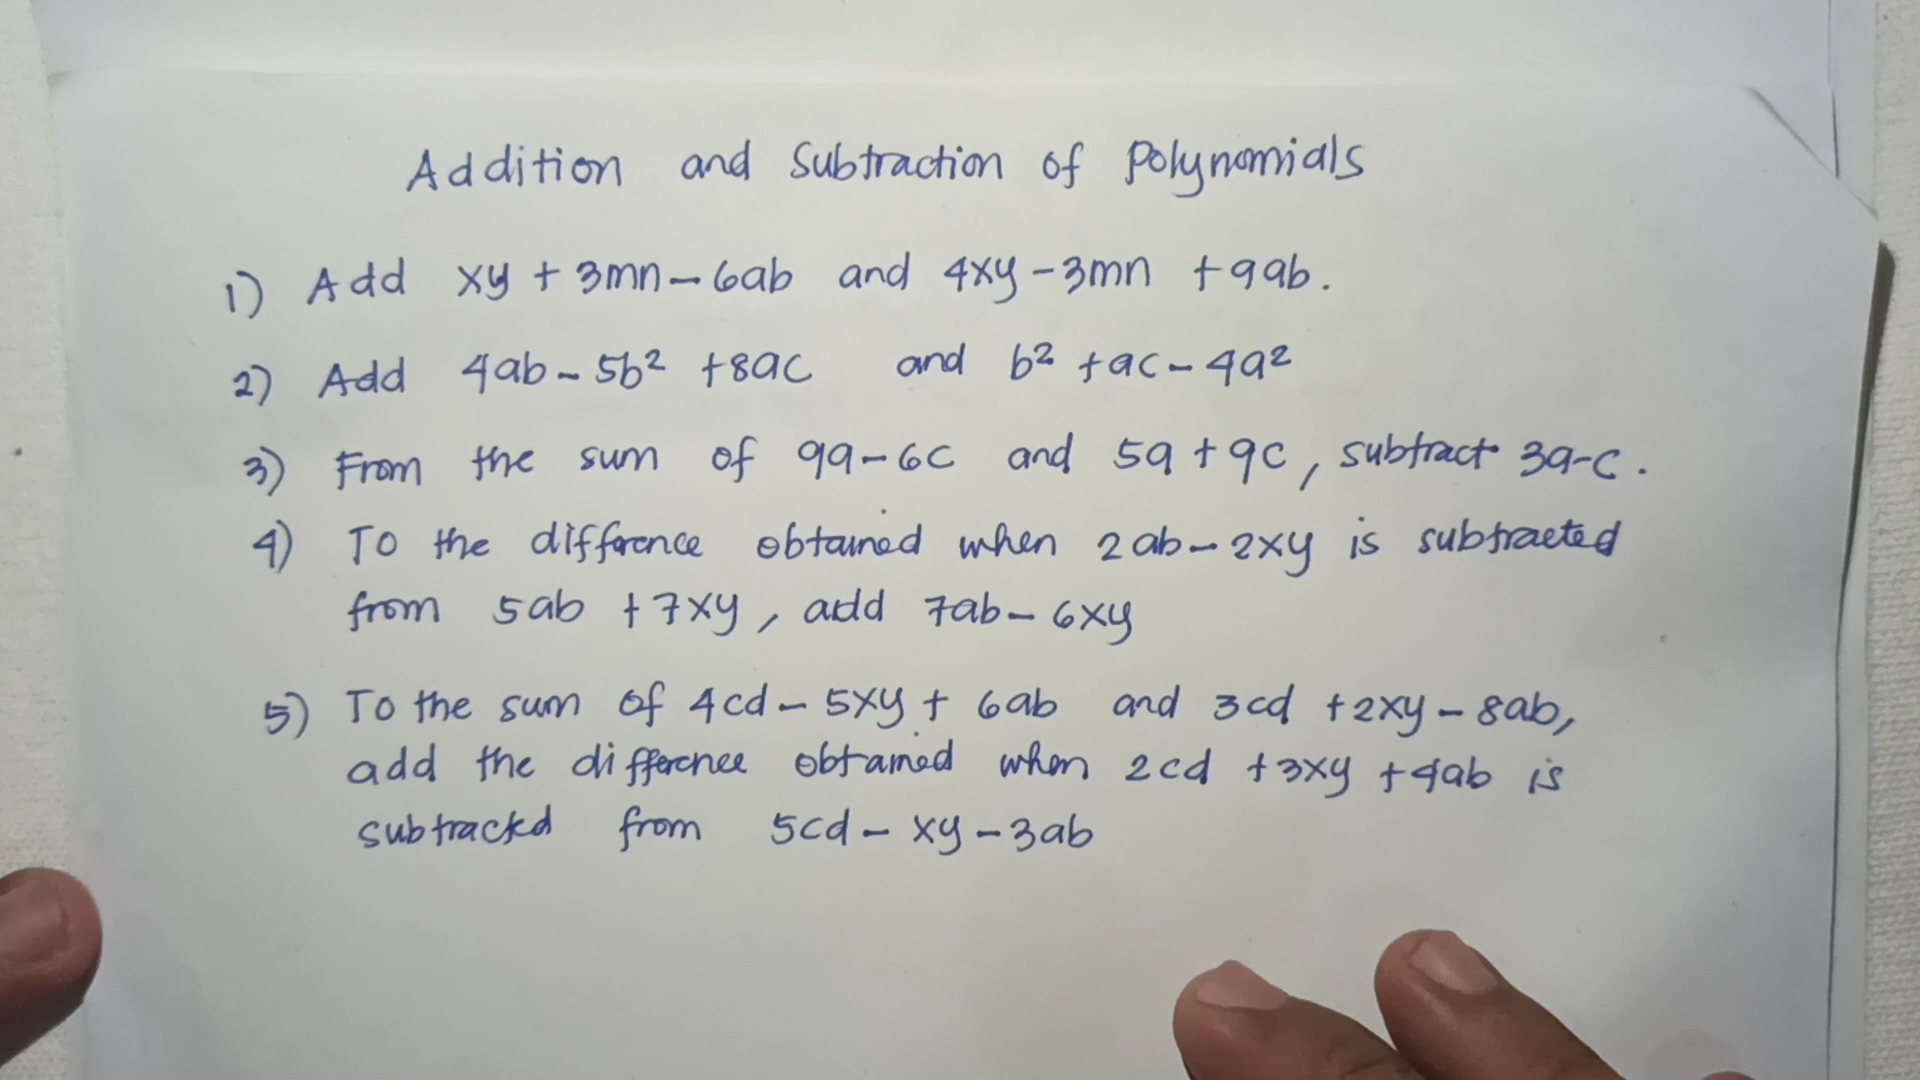 Addition and Subtraction of Polynomials
1) Add xy + 3mn - 6ab and 4xy - 3mn + 9ab.
2) Add 4ab - 5b² + 8ac and b² + ac - 4a²
3) From the sum of 9a - 6c and 5a + 9c, subtract 3a - c.
4) To the difference obtained when 2ab - 2xy is subtracted
from 5ab + 7xy, add 7ab - 6xy
5) To the sum of 4cd - 5xy + 6ab and 3cd + 2xy - 8ab,
add the difference obtained when 2cd + 3xy + 4ab is
subtracted from 5cd - xy - 3ab